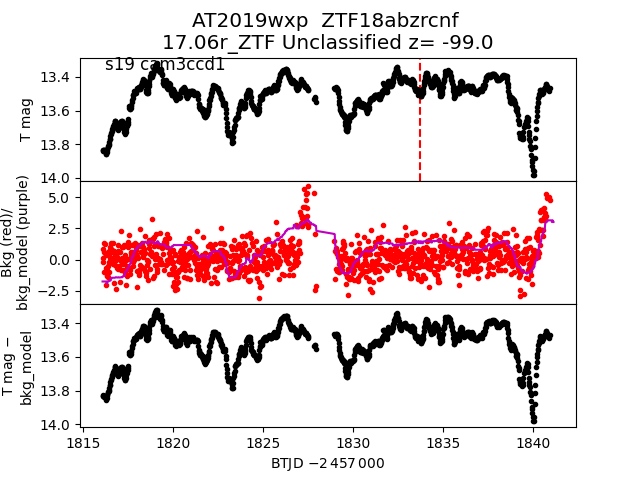 AT2019wxp  ZTF18abzrcnf
17.06r_ZTF Unclassified z= -99.0
s19 cam3ccd1
T mag
13.4
13.6
13.8
14.0
Bkg (red)/
bkg_model (purple)
5.0
2.5
0.0
−2.5
T mag −
bkg_model
13.4
13.6
13.8
14.0
1815 1820 1825 1830 1835 1840
BTJD −2 457 000